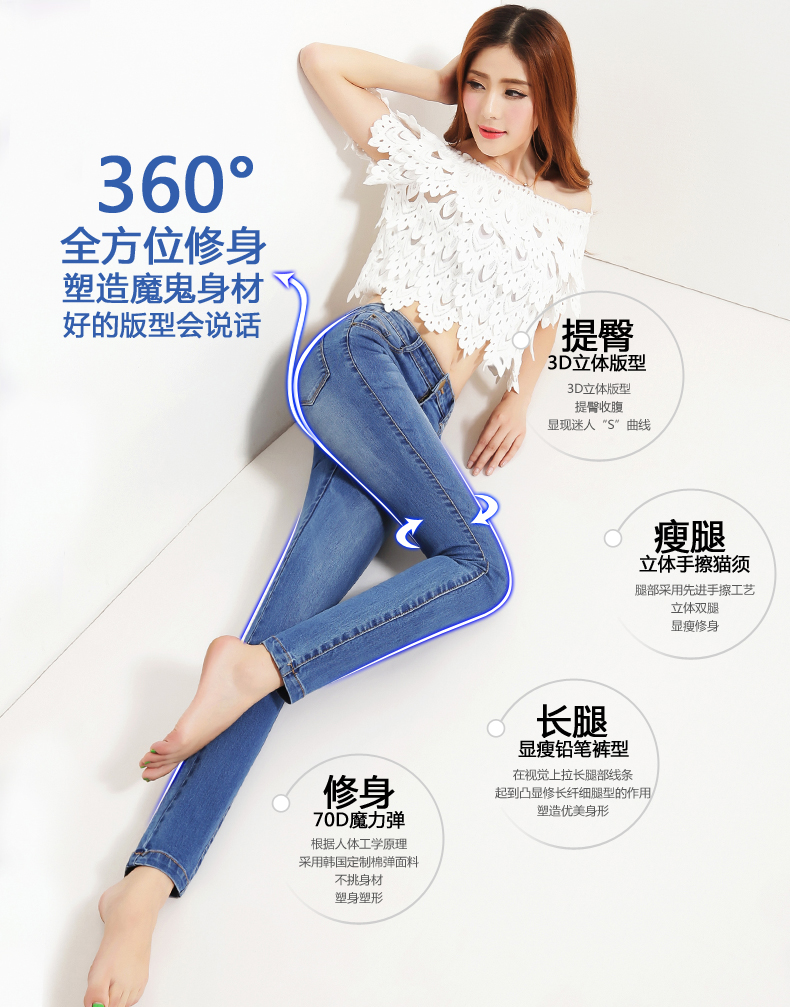 360°
全方位修身
塑造魔鬼身材
好的版型会说话
提臀
3D立体版型
3D立体版型
提臀收腹
显现迷人“S”曲线
瘦腿
立体手擦猫须
腿部采用先进手擦工艺
立体双腿
显瘦修身
长腿
显瘦铅笔裤型
在视觉上拉长腿部线条
起到凸显修长纤细腿型的作用
塑造优美身形
修身
70D魔力弹
根据人体工学原理
采用韩国定制棉弹面料
不挑身材
塑身塑形